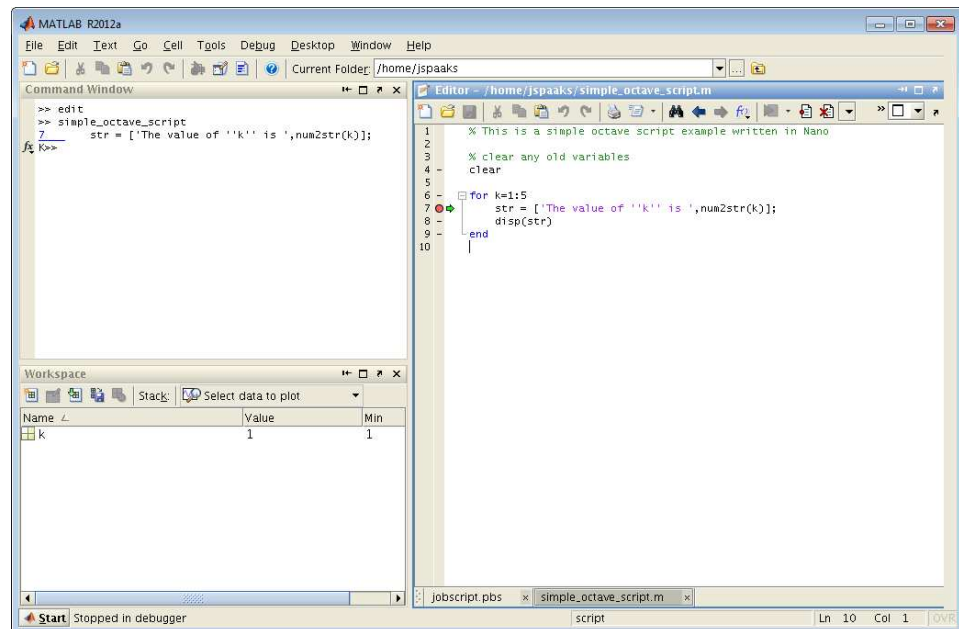 MATLAB R2012a
File Edit Text Go Cell Tools Debug Desktop Window Help
Current Folder: /home/jspaaks
Command Window
>> edit
>> simple_octave_script
7 str = ['The value of ''k'' is ',num2str(k)];
fx K>>
Workspace
Stack: Select data to plot
Name Value Min
k 1 1
Editor - /home/jspaaks/simple_octave_script.m
1 % This is a simple octave script example written in Nano
2
3 % clear any old variables
4 - clear
5
6 - for k=1:5
7 str = ['The value of ''k'' is ',num2str(k)];
8 - disp(str)
9 - end
10
jobscript.pbs × simple_octave_script.m ×
Start Stopped in debugger script Ln 10 Col 1 OVR